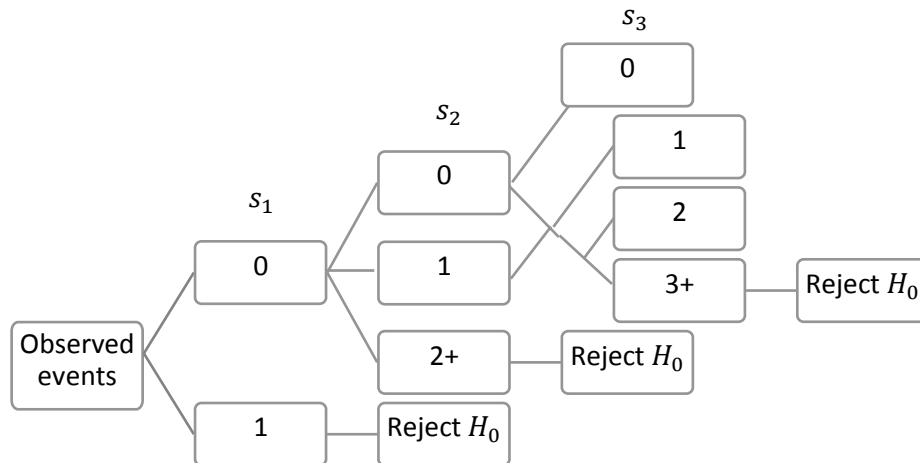 s₃
0
s₂
1
0
s₁
2
0
1
3+
Reject H₀
Observed
events
2+
Reject H₀
1
Reject H₀